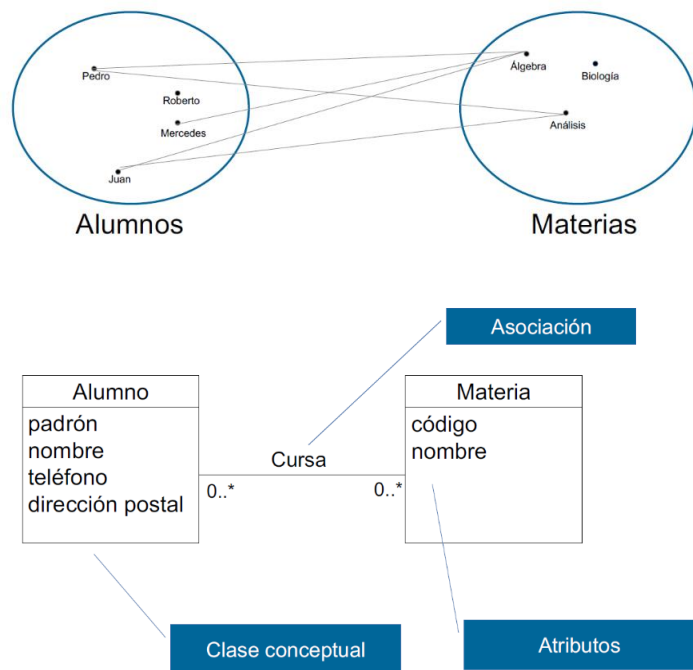 Pedro
Roberto
Mercedes
Juan
Alumnos
Álgebra
Biología
Análisis
Materias
Asociación
Alumno
padrón
nombre
teléfono
dirección postal
Cursa
0..*
0..*
Materia
código
nombre
Clase conceptual
Atributos